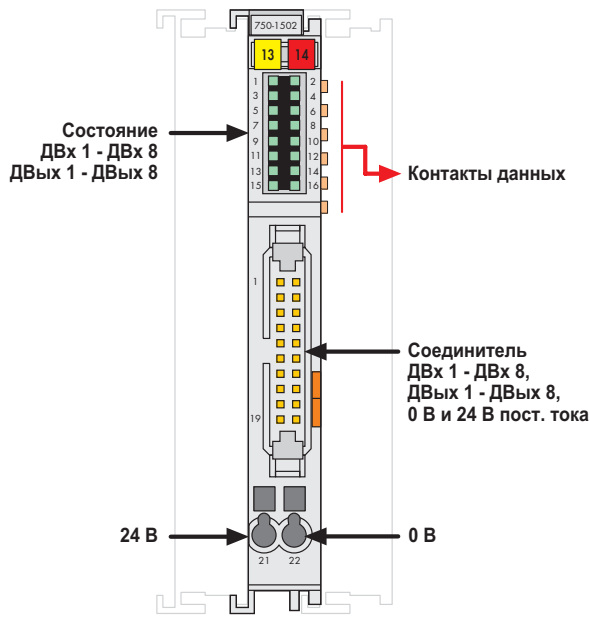 750-1502
13 14
1 2
3 4
5 6
7 8
9 10
11 12
13 14
15 16
Состояние
ДВх 1 - ДВх 8
ДВых 1 - ДВых 8
Контакты данных
1
Соединитель
ДВх 1 - ДВх 8,
ДВых 1 - ДВых 8,
0 В и 24 В пост. тока
19
24 В
0 В
21 22